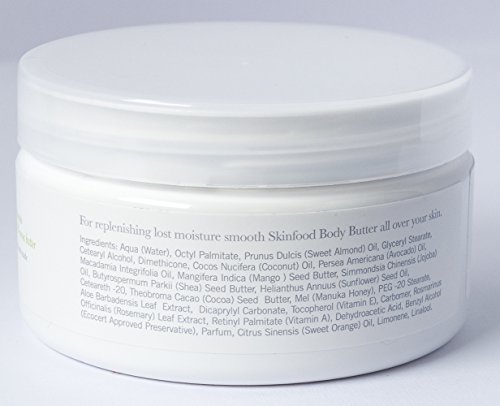 For replenishing lost moisture smooth Skinfood Body Butter all over your skin.
Ingredients: Aqua (Water), Octyl Palmitate, Prunus Dulcis (Sweet Almond) Oil, Glyceryl Stearate,
Cetearyl Alcohol, Dimethicone, Cocos Nucifera (Coconut) Oil, Persea Americana (Avocado) Oil,
Macadamia Integrifolia Oil, Mangifera Indica (Mango ) Seed Butter, Simmondsia Chinensis (Jojoba)
Oil, Butyrospermum Parkii (Shea) Seed Butter, Helianthus Annuus (Sunflower) Seed Oil,
Ceteareth -20, Theobroma Cacao (Cocoa) Seed Butter, Mel (Manuka Honey), PEG -20 Stearate,
Aloe Barbadensis Leaf Extract, Dicaprylyl Carbonate, Tocopherol (Vitamin E), Carbomer, Rosmarinus
Officinalis (Rosemary) Leaf Extract, Retinyl Palmitate (Vitamin A), Dehydroacetic Acid, Benzyl Alcohol
(Ecocert Approved Preservative), Parfum, Citrus Sinensis (Sweet Orange) Oil, Limonene, Linalool.